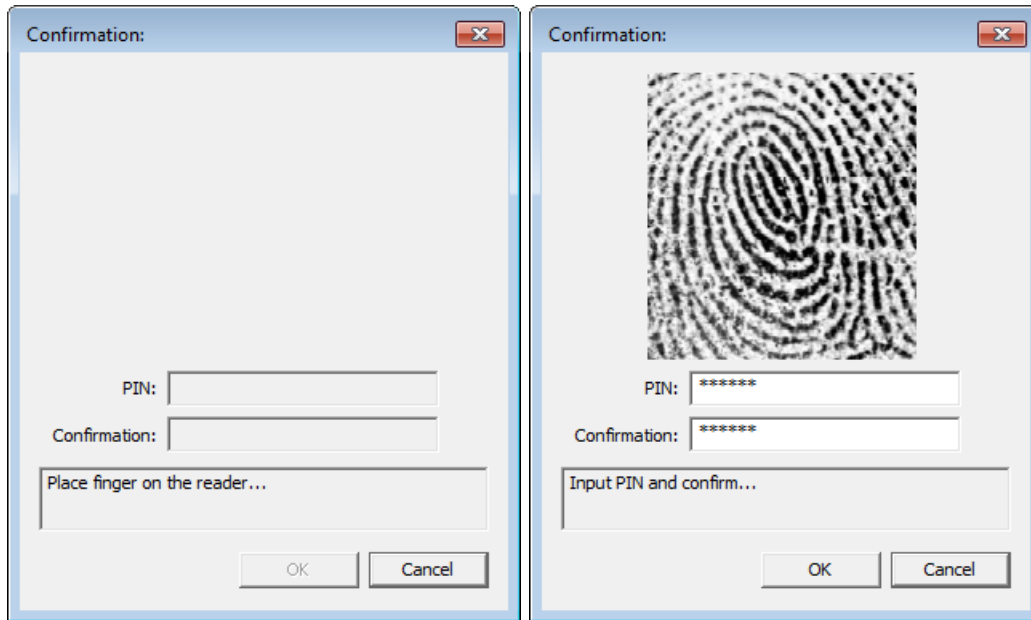 Confirmation:
PIN:
Confirmation:
Place finger on the reader...
OK
Cancel
Confirmation:
PIN: ******
Confirmation: ******
Input PIN and confirm...
OK
Cancel